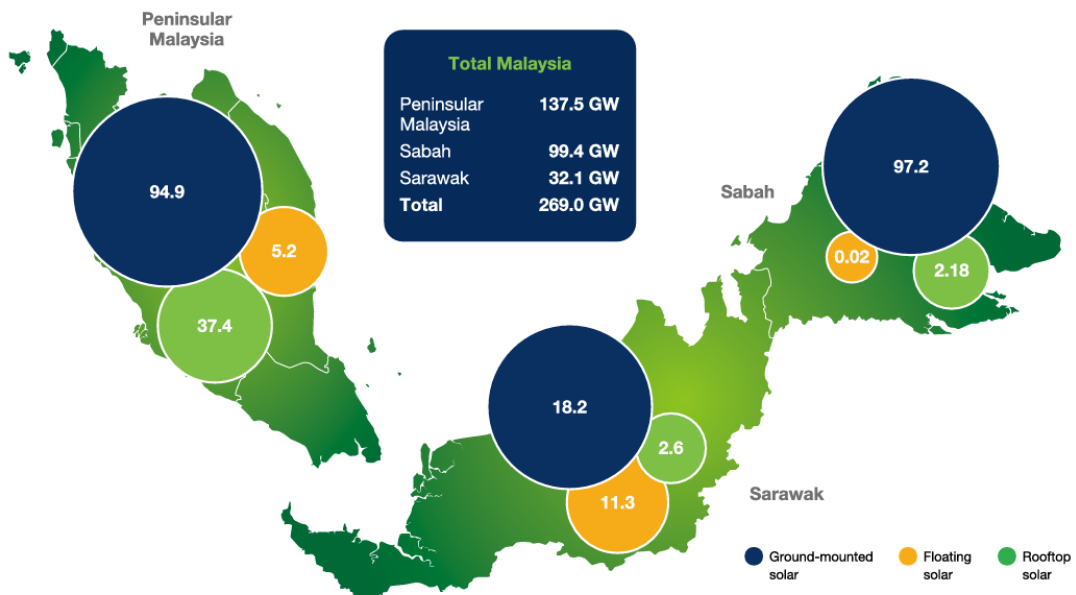 Peninsular
Malaysia
Total Malaysia
Peninsular
Malaysia
137.5 GW
Sabah 99.4 GW
Sarawak 32.1 GW
Total 269.0 GW
94.9
5.2
37.4
Sabah
97.2
0.02
2.18
18.2
2.6
11.3
Sarawak
Ground-mounted
solar
Floating
solar
Rooftop
solar